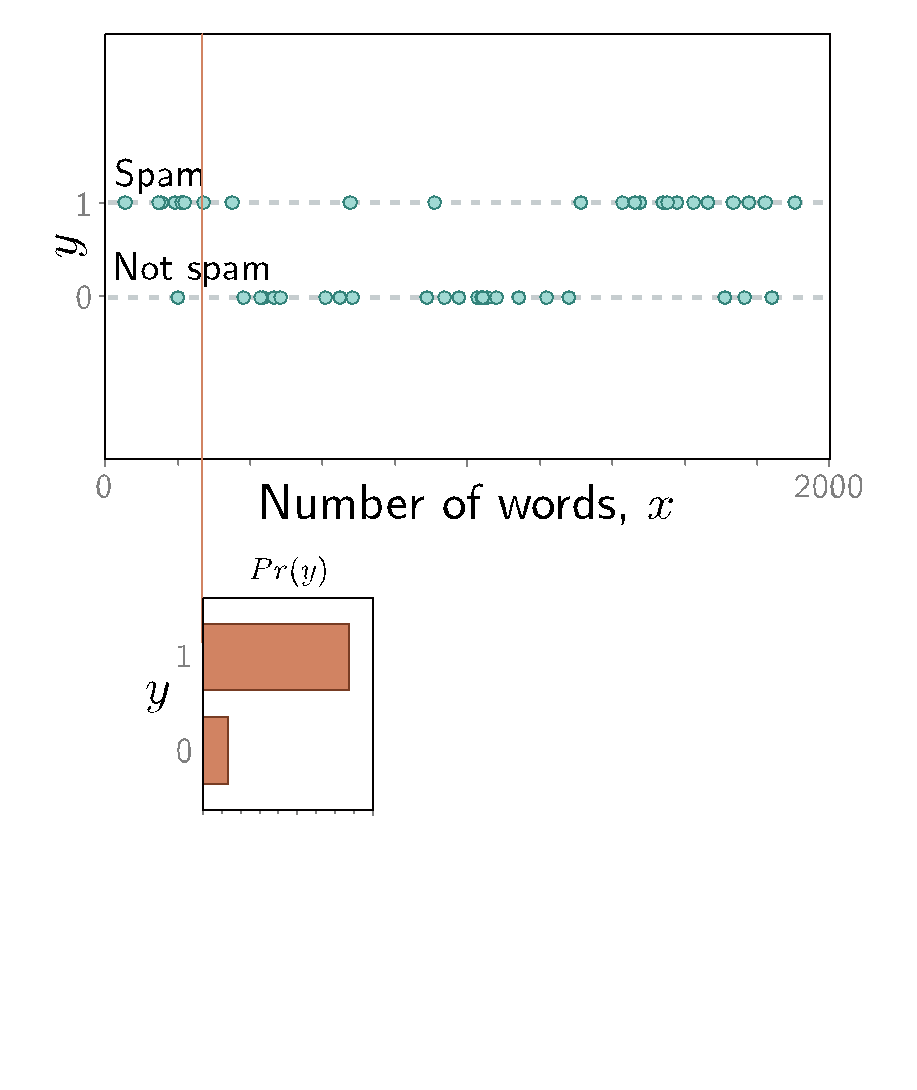 Spam
1
y
Not spam
0
0
2000
Number of words, x
Pr(y)
1
y
0